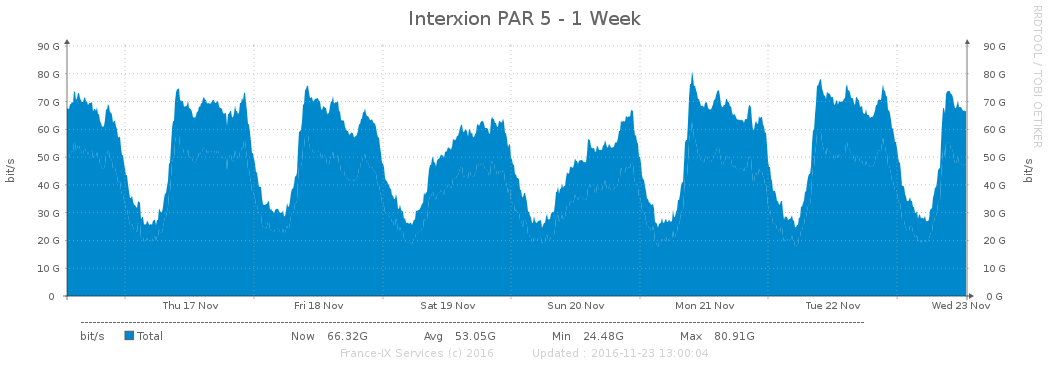 Interxion PAR 5 - 1 Week
RRDTOOL / TOBI OETIKER
bit/s
90 G 90 G
80 G 80 G
70 G 70 G
60 G 60 G
50 G 50 G
40 G 40 G
30 G 30 G
20 G 20 G
10 G 10 G
0 0 G
bit/s
Thu 17 Nov Fri 18 Nov Sat 19 Nov Sun 20 Nov Mon 21 Nov Tue 22 Nov Wed 23 Nov
bit/s Total Now 66.32G Avg 53.05G Min 24.48G Max 80.91G
France-IX Services (c) 2016 Updated : 2016-11-23 13:00:04